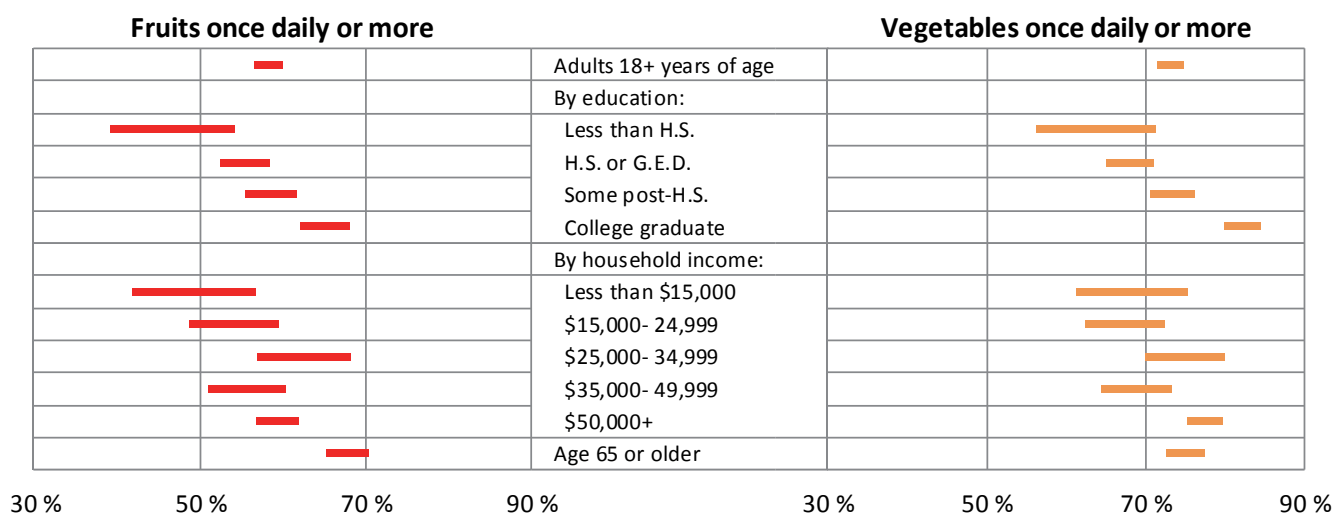 Fruits once daily or more
Vegetables once daily or more
Adults 18+ years of age
By education:
Less than H.S.
H.S. or G.E.D.
Some post-H.S.
College graduate
By household income:
Less than $15,000
$15,000- 24,999
$25,000- 34,999
$35,000- 49,999
$50,000+
Age 65 or older
30 % 50 % 70 % 90 % 30 % 50 % 70 % 90 %